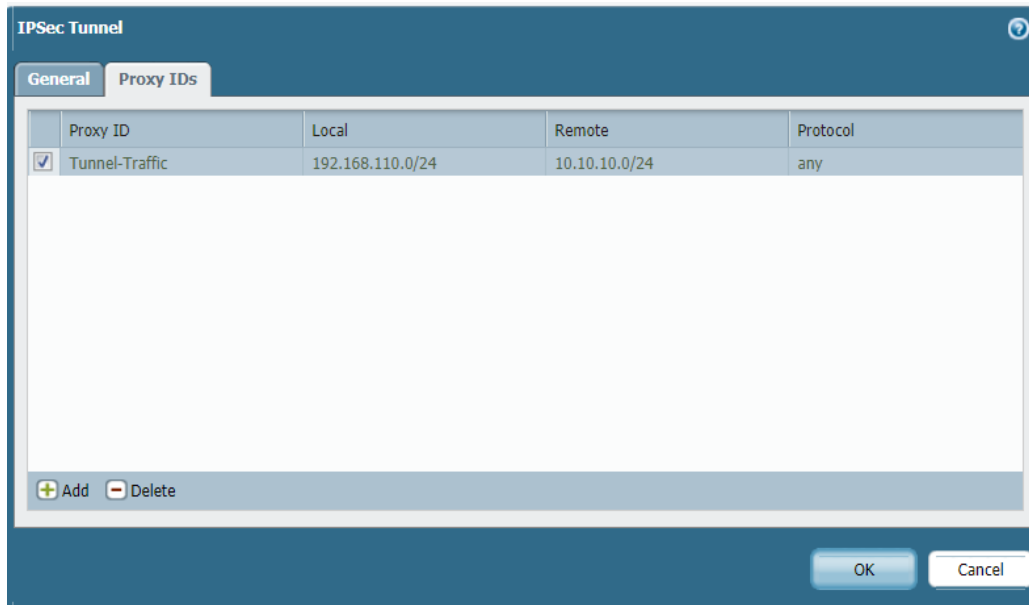 IPSec Tunnel
General Proxy IDs
Proxy ID Local Remote Protocol
Tunnel-Traffic 192.168.110.0/24 10.10.10.0/24 any
Add Delete
OK Cancel